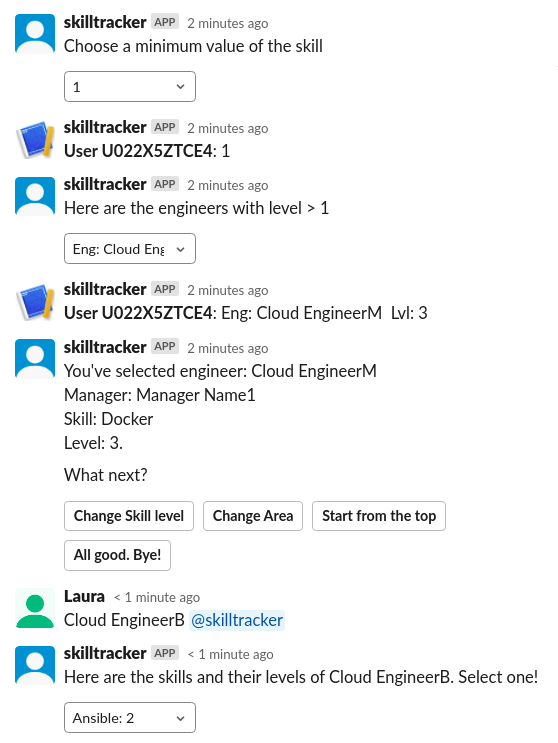 skilltracker APP 2 minutes ago
Choose a minimum value of the skill
1
skilltracker APP 2 minutes ago
User U022X5ZTCE4: 1
skilltracker APP 2 minutes ago
Here are the engineers with level > 1
Eng: Cloud Eng
skilltracker APP 2 minutes ago
User U022X5ZTCE4: Eng: Cloud EngineerM Lvl: 3
skilltracker APP 2 minutes ago
You've selected engineer: Cloud EngineerM
Manager: Manager Name1
Skill: Docker
Level: 3.
What next?
Change Skill level Change Area Start from the top
All good. Bye!
Laura < 1 minute ago
Cloud EngineerB @skilltracker
skilltracker APP < 1 minute ago
Here are the skills and their levels of Cloud EngineerB. Select one!
Ansible: 2